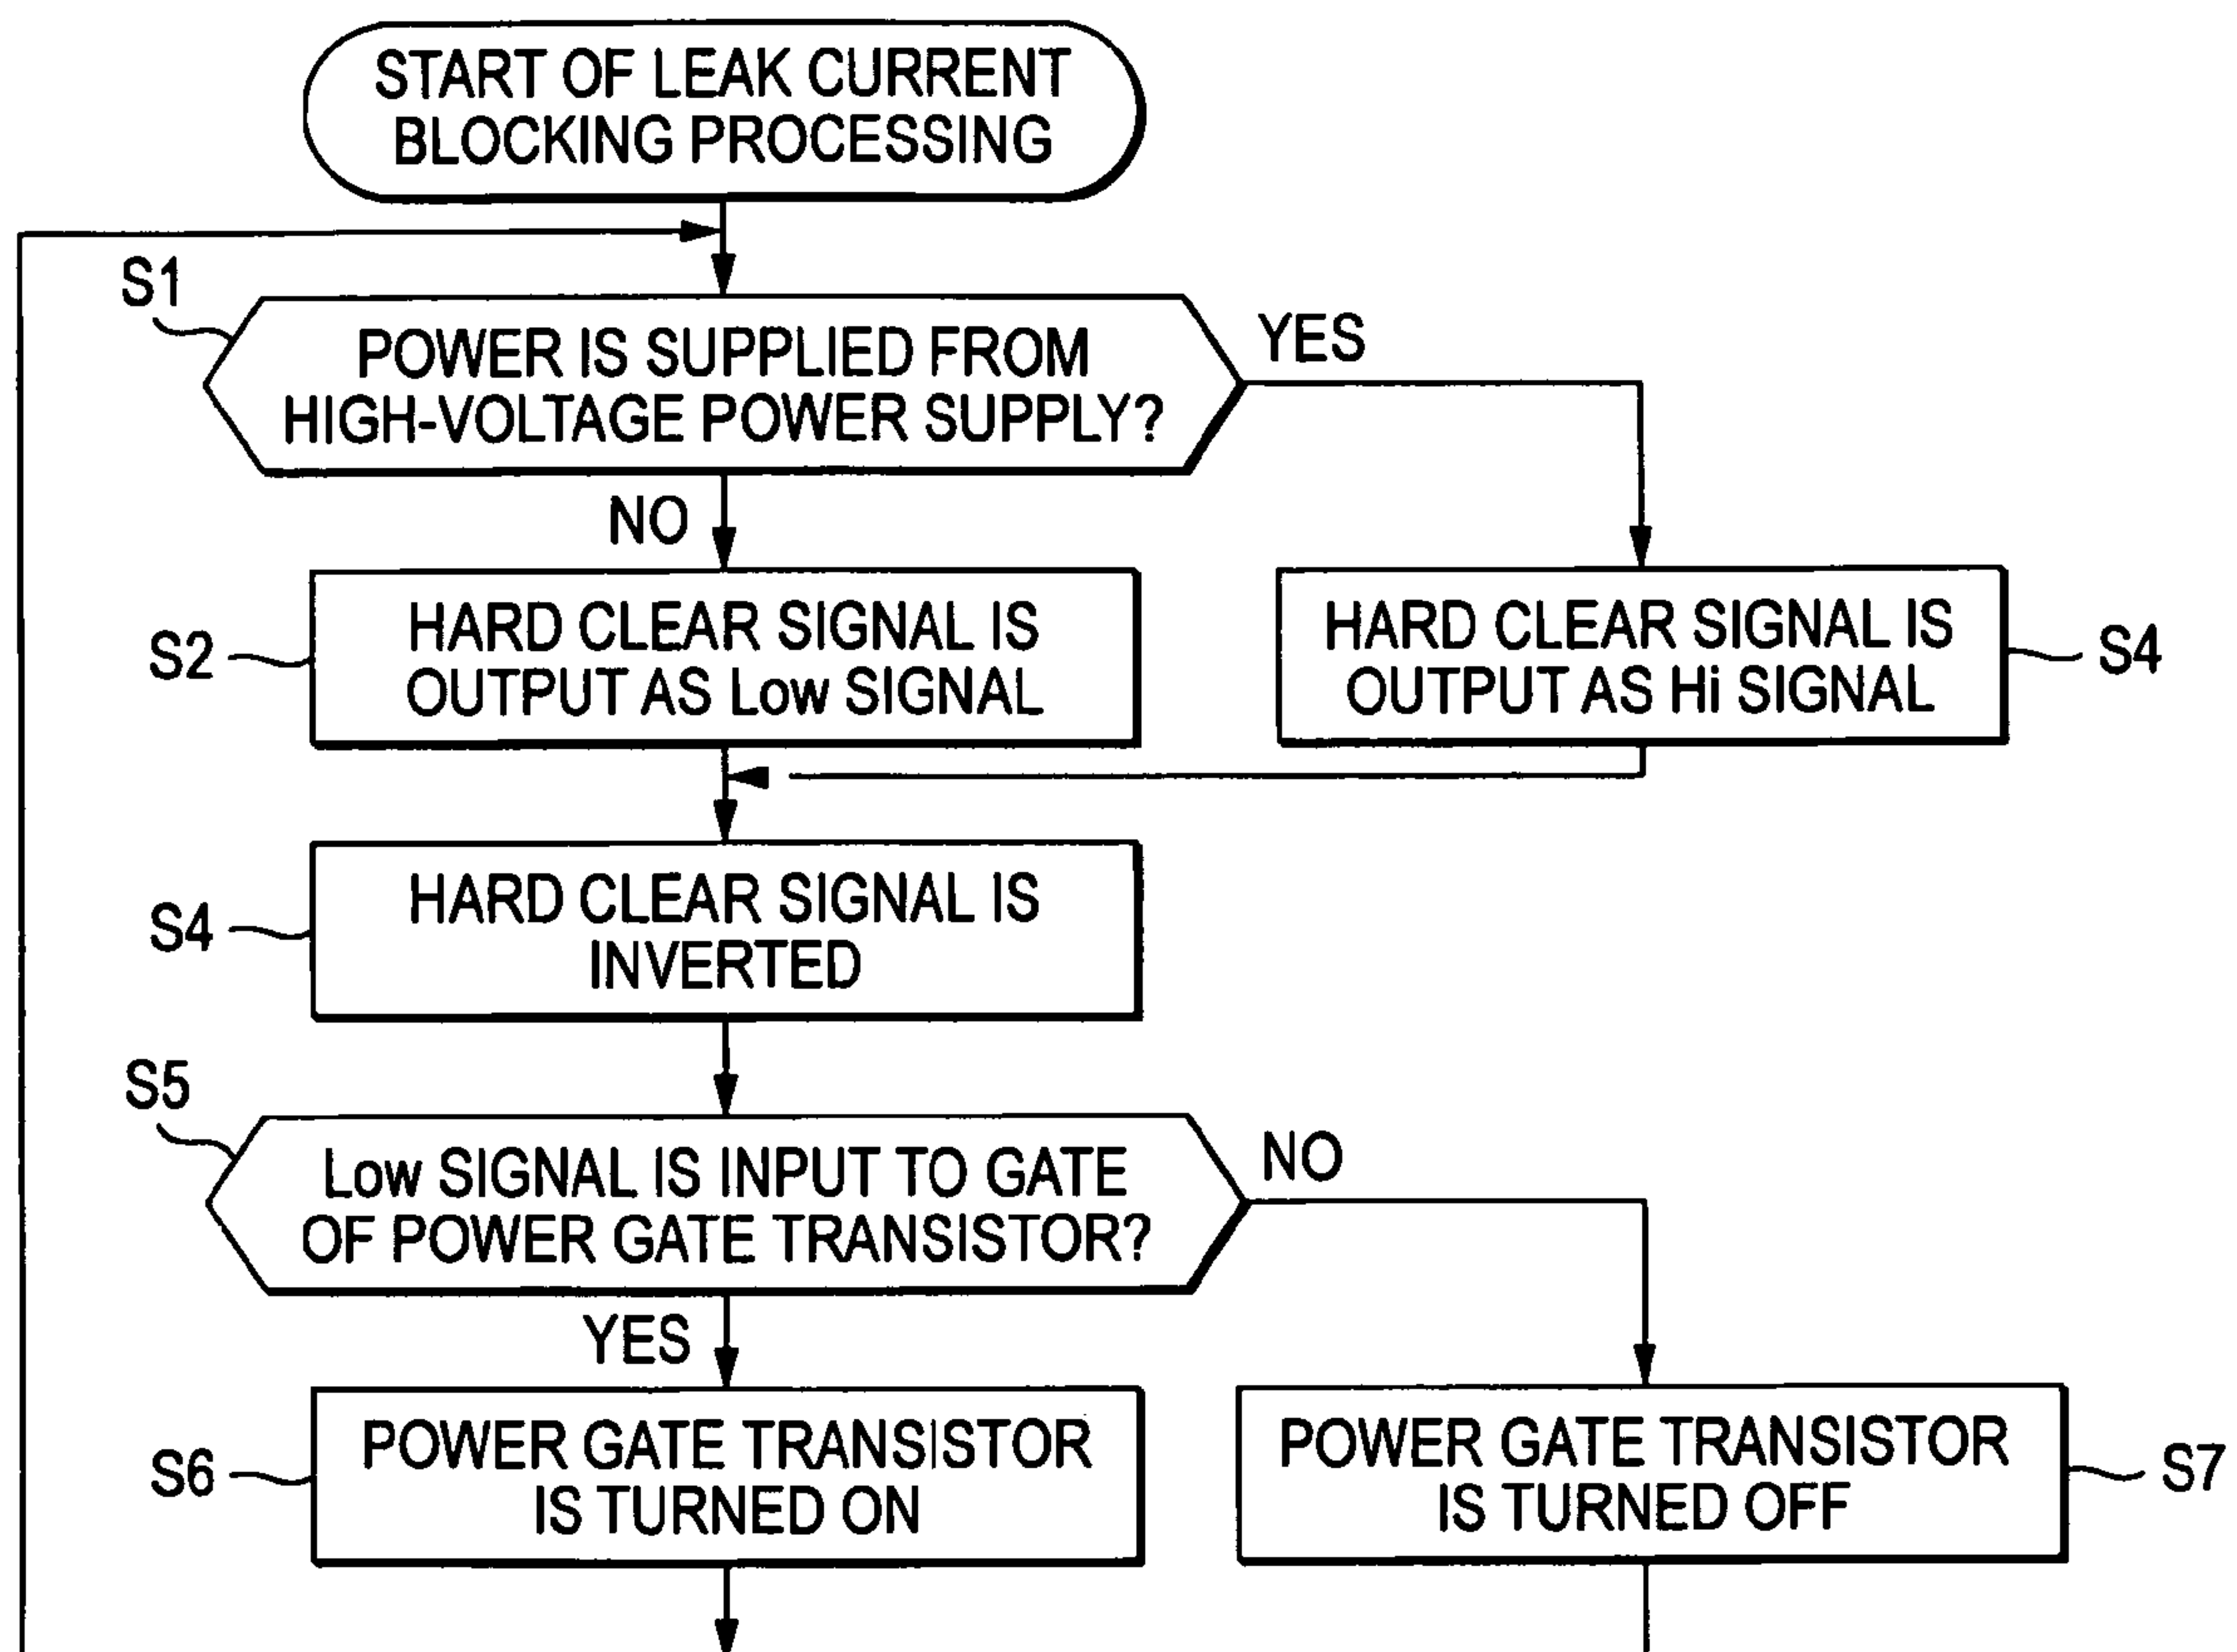 START OF LEAK CURRENT
BLOCKING PROCESSING
S1
POWER IS SUPPLIED FROM
HIGH-VOLTAGE POWER SUPPLY?
YES
NO
S2
HARD CLEAR SIGNAL IS
OUTPUT AS Low SIGNAL
HARD CLEAR SIGNAL IS
OUTPUT AS Hi SIGNAL
S4
S4
HARD CLEAR SIGNAL IS
INVERTED
S5
Low SIGNAL IS INPUT TO GATE
OF POWER GATE TRANSISTOR?
NO
YES
S6
POWER GATE TRANSISTOR
IS TURNED ON
POWER GATE TRANSISTOR
IS TURNED OFF
S7